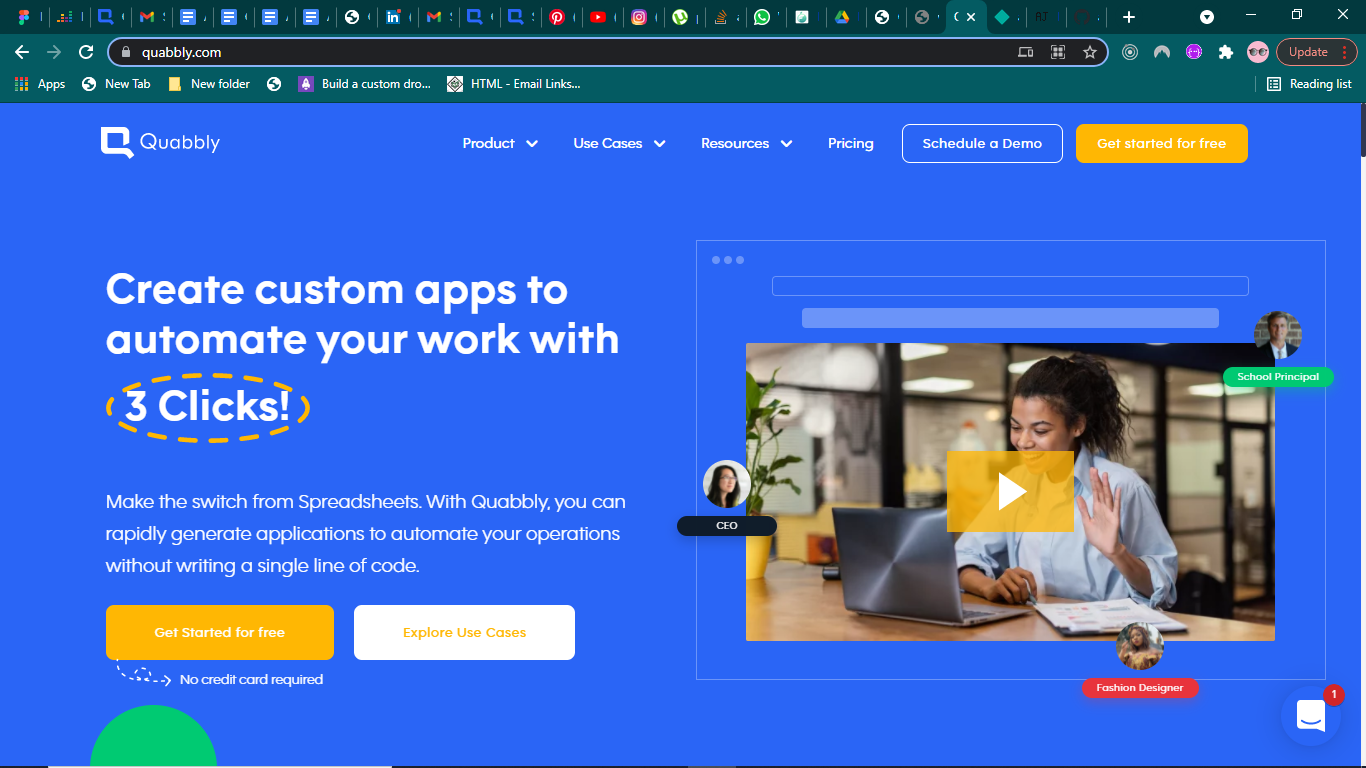 quabbly.com
Update
Apps
New Tab
New folder
Build a custom dro...
HTML - Email Links...
Reading list
Quabbly
Product
Use Cases
Resources
Pricing
Schedule a Demo
Get started for free
Create custom apps to
automate your work with
3 Clicks!
School Principal
CEO
Make the switch from Spreadsheets. With Quabbly, you can
rapidly generate applications to automate your operations
without writing a single line of code.
Get Started for free
Explore Use Cases
No credit card required
Fashion Designer
1